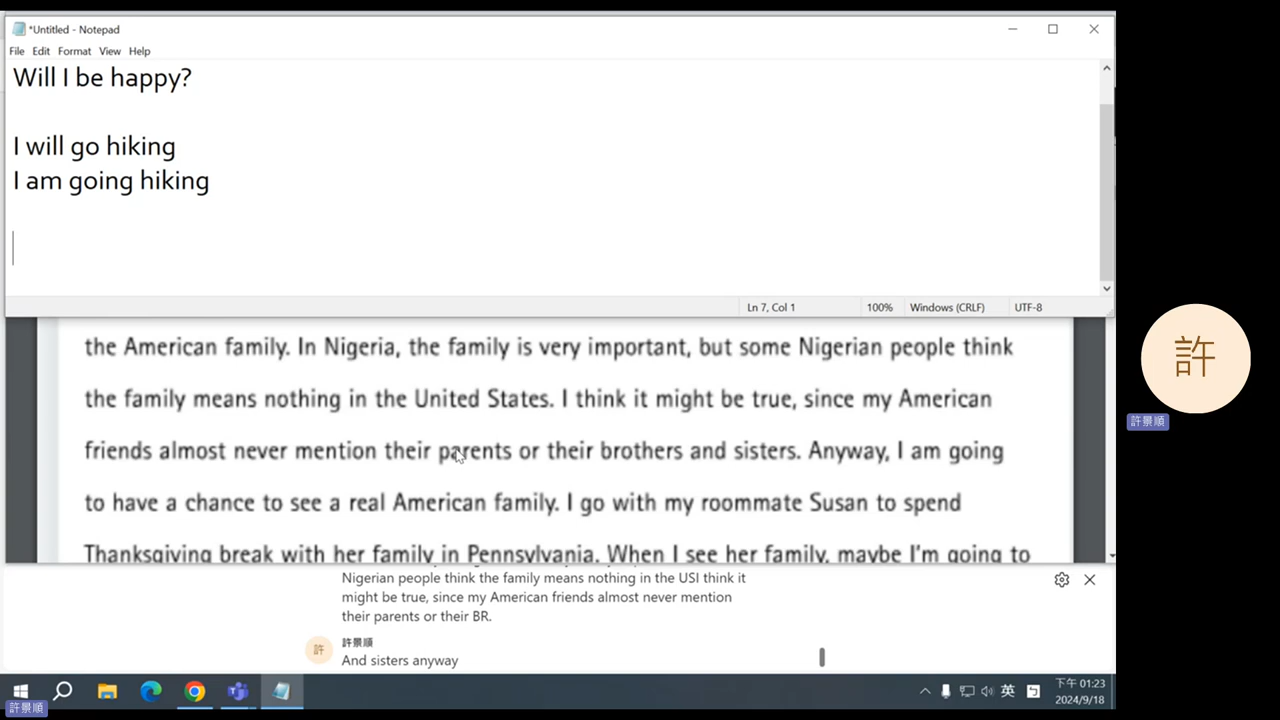 *Untitled - Notepad
File Edit Format View Help
Will I be happy?
I will go hiking
I am going hiking
Ln 7, Col 1 100% Windows (CRLF) UTF-8
the American family. In Nigeria, the family is very important, but some Nigerian people think
the family means nothing in the United States. I think it might be true, since my American
friends almost never mention their parents or their brothers and sisters. Anyway, I am going
to have a chance to see a real American family. I go with my roommate Susan to spend
Thanksgiving break with her family in Pennsylvania. When I see her family, maybe I'm going to
Nigerian people think the family means nothing in the USI think it
might be true, since my American friends almost never mention
their parents or their BR.
許 許景順
And sisters anyway
許
許景順
英 ㄅ 下午 01:23
2024/9/18
許景順